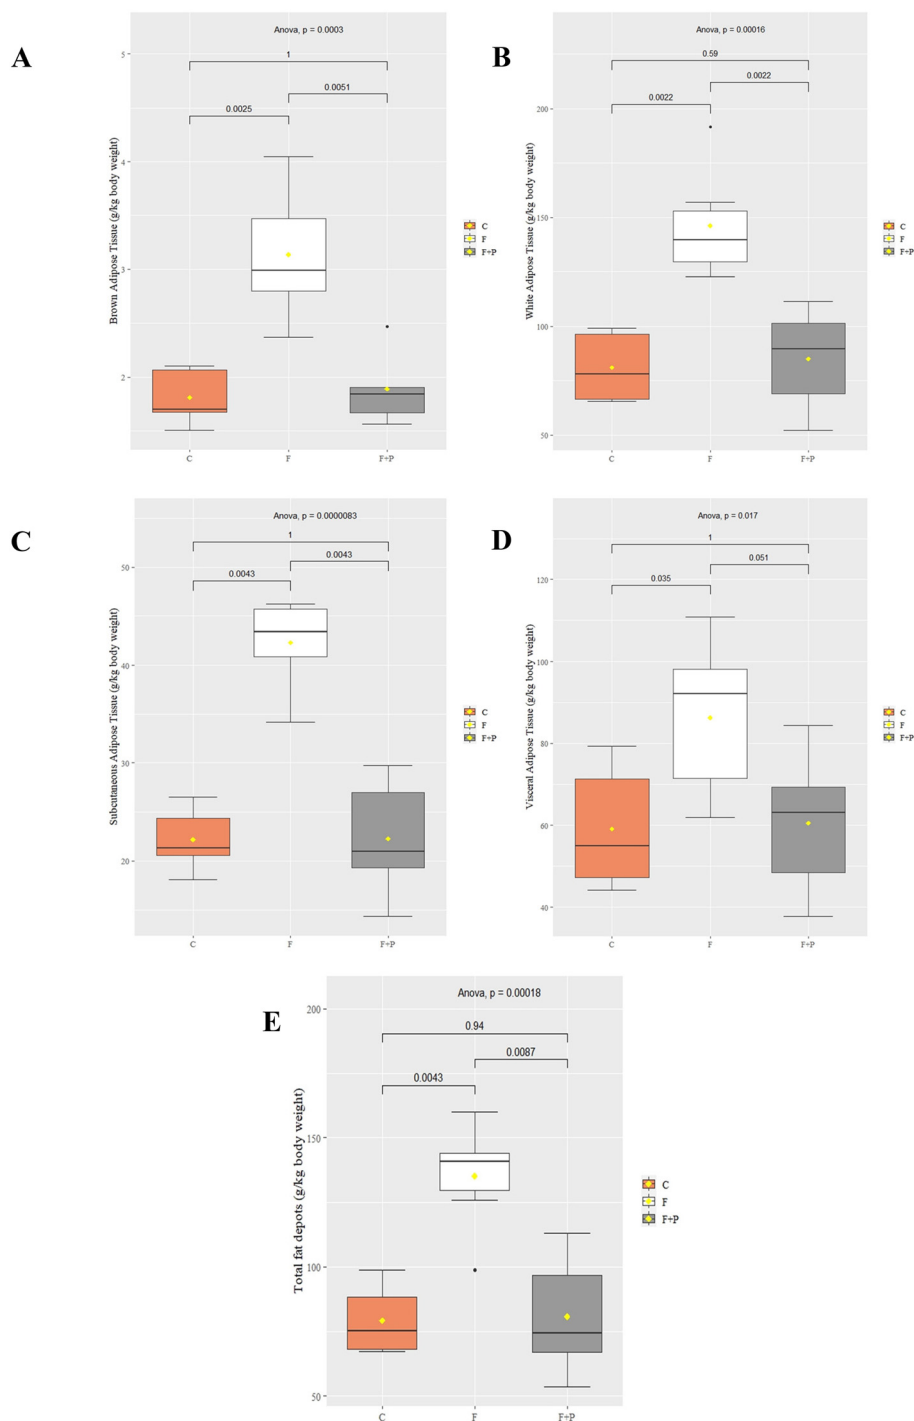 A
Anova, p = 0.0003
1
0.0051
0.0025
Brown Adipose Tissue (g/kg body weight)
5
4
3
2
C
F
F+P
C
F
F+P
B
Anova, p = 0.00016
0.59
0.0022
0.0022
White Adipose Tissue (g/kg body weight)
200
150
100
50
C
F
F+P
C
F
F+P
C
Anova, p = 0.0000083
1
0.0043
0.0043
Subcutaneous Adipose Tissue (g/kg body weight)
50
40
30
20
C
F
F+P
C
F
F+P
D
Anova, p = 0.017
1
0.051
0.035
Visceral Adipose Tissue (g/kg body weight)
120
100
80
60
40
C
F
F+P
C
F
F+P
E
Anova, p = 0.00018
0.94
0.0087
0.0043
Total fat depots (g/kg body weight)
200
150
100
50
C
F
F+P
C
F
F+P